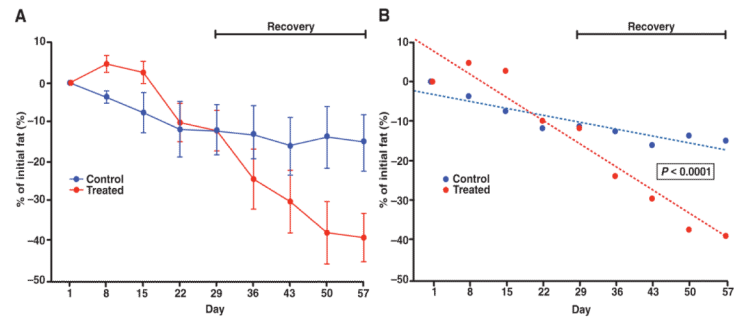 A
Recovery
% of initial fat (%)
10
0
–10
–20
–30
–40
–50
Control
Treated
1 8 15 22 29 36 43 50 57
Day
B
Recovery
% of initial fat (%)
10
0
–10
–20
–30
–40
–50
Control
Treated
P < 0.0001
1 8 15 22 29 36 43 50 57
Day